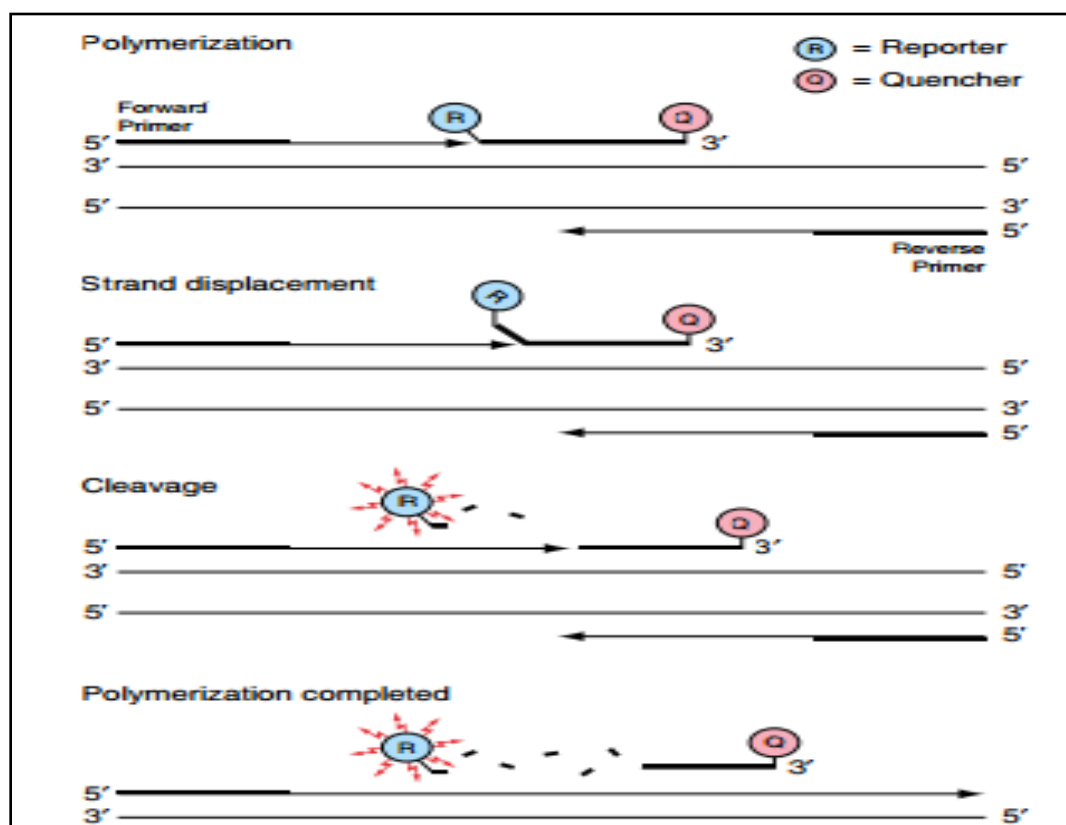 Polymerization
R = Reporter
Q = Quencher
Forward
Primer
R Q
5′ 3′
3′ 5′
5′ 3′
5′
Reverse
Primer
Strand displacement
R Q
5′ 3′
3′ 5′
5′ 3′
5′
Cleavage
R Q
5′ 3′
3′ 5′
5′ 3′
5′
Polymerization completed
R Q
3′
5′
3′ 5′